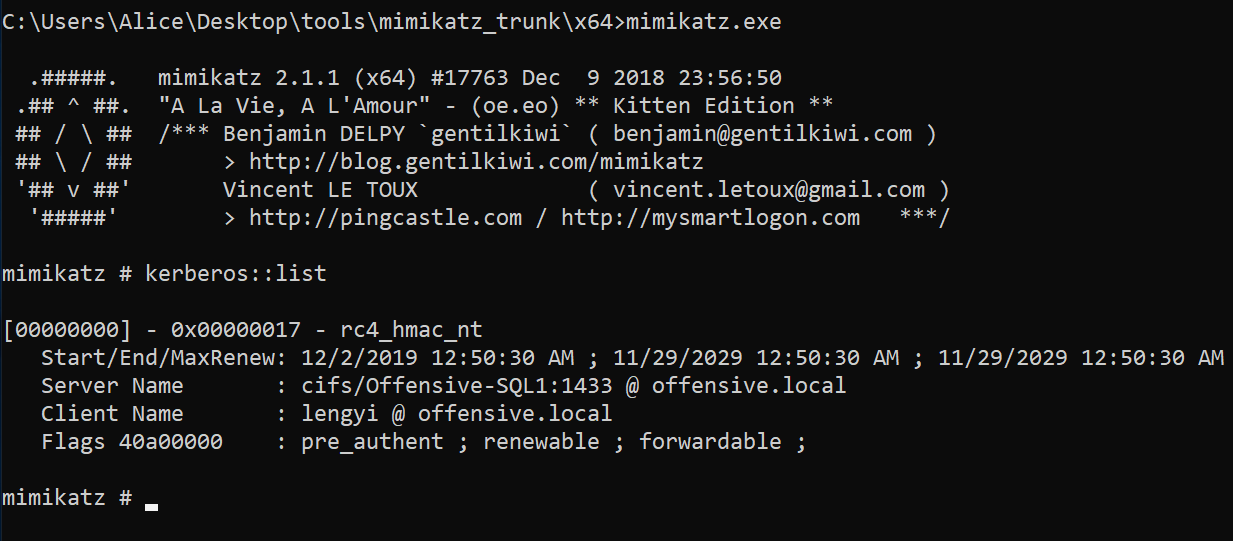 C:\Users\Alice\Desktop\tools\mimikatz_trunk\x64>mimikatz.exe
  .#####.   mimikatz 2.1.1 (x64) #17763 Dec  9 2018 23:56:50
 .## ^ ##.  "A La Vie, A L'Amour" - (oe.eo) ** Kitten Edition **
 ## / \ ##  /*** Benjamin DELPY `gentilkiwi` ( benjamin@gentilkiwi.com )
 ## \ / ##       > http://blog.gentilkiwi.com/mimikatz
 '## v ##'       Vincent LE TOUX             ( vincent.letoux@gmail.com )
  '#####'        > http://pingcastle.com / http://mysmartlogon.com   ***/
mimikatz # kerberos::list
[00000000] - 0x00000017 - rc4_hmac_nt
   Start/End/MaxRenew: 12/2/2019 12:50:30 AM ; 11/29/2029 12:50:30 AM ; 11/29/2029 12:50:30 AM
   Server Name       : cifs/Offensive-SQL1:1433 @ offensive.local
   Client Name       : lengyi @ offensive.local
   Flags 40a00000    : pre_authent ; renewable ; forwardable ;
mimikatz #